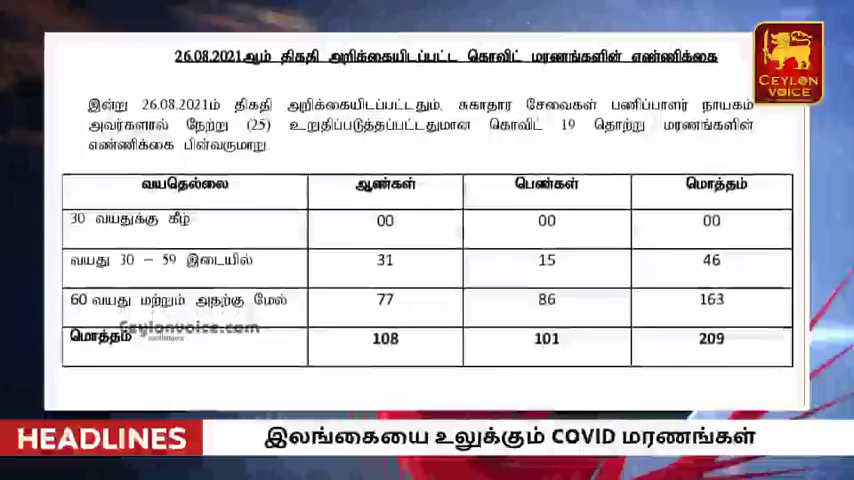 26.08.2021ஆம் திகதி அறிக்கையிடப்பட்ட கொவிட் மரணங்களின் எண்ணிக்கை
CEYLON
VOICE
இன்று 26.08.2021ம் திகதி அறிக்கையிடப்பட்டதும், சுகாதார சேவைகள் பணிப்பாளர் நாயகம்
அவர்களால் நேற்று (25) உறுதிப்படுத்தப்பட்டதுமான கொவிட் 19 தொற்று மரணங்களின்
எண்ணிக்கை பின்வருமாறு.
வயதெல்லை ஆண்கள் பெண்கள் மொத்தம்
30 வயதுக்கு கீழ் 00 00 00
வயது 30 – 59 இடையில் 31 15 46
60 வயது மற்றும் அதற்கு மேல் 77 86 163
Ceylonvoice.com
மொத்தம் 108 101 209
HEADLINES இலங்கையை உலுக்கும் COVID மரணங்கள்